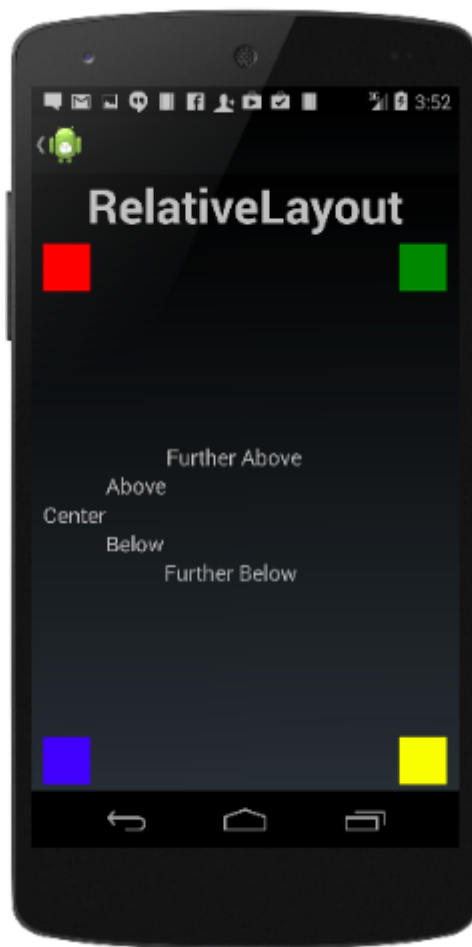 3:52
RelativeLayout
Further Above
Above
Center
Below
Further Below